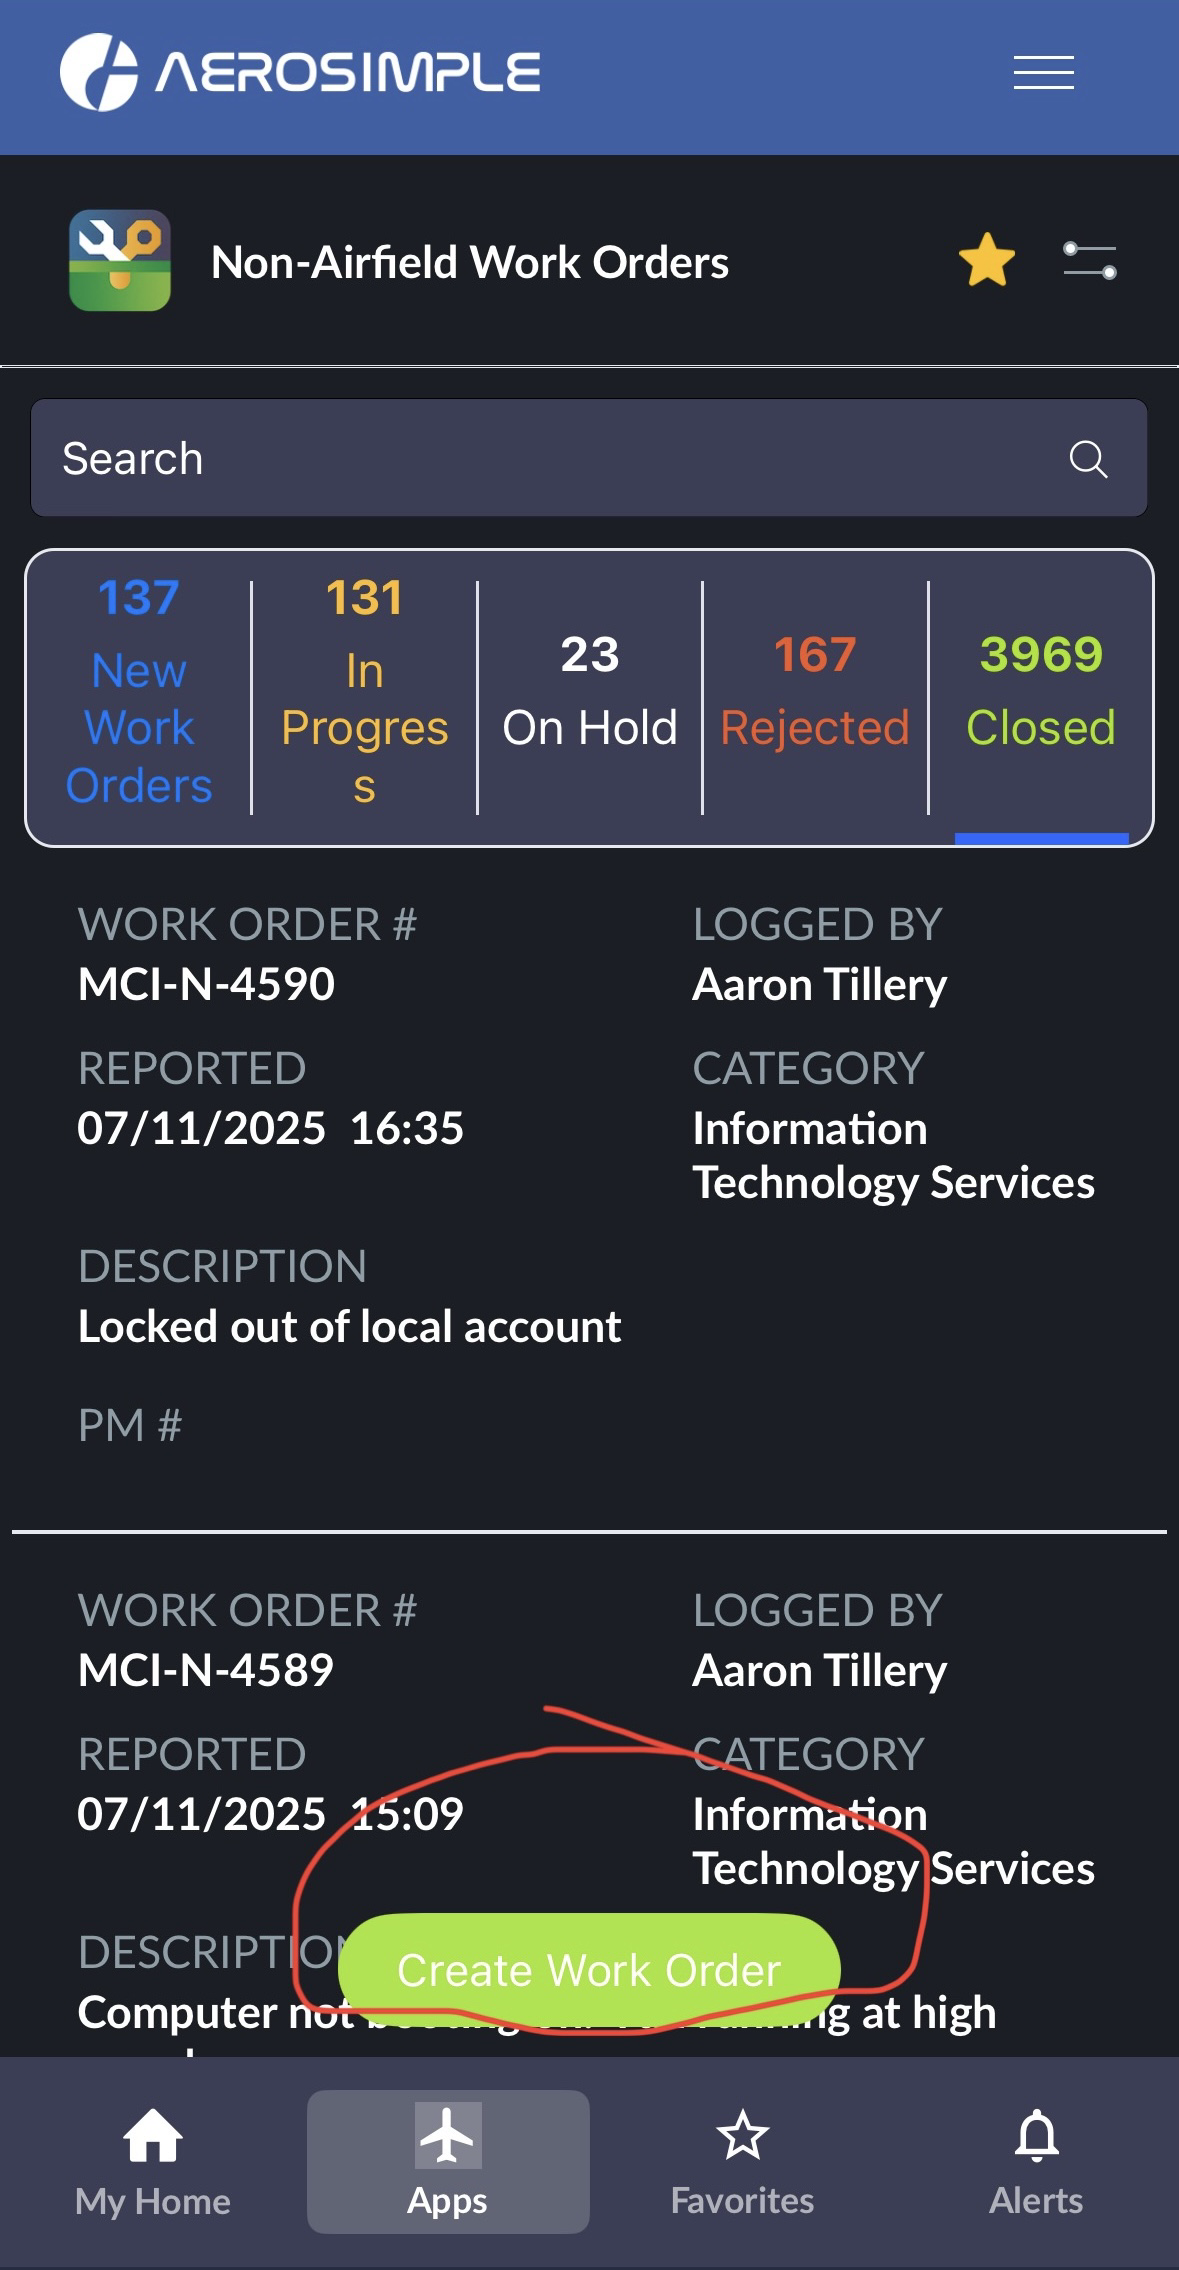 AEROSIMPLE
Non-Airfield Work Orders
Search
137
New
Work
Orders
131
In
Progres
s
23
On Hold
167
Rejected
3969
Closed
WORK ORDER #
LOGGED BY
MCI-N-4590
Aaron Tillery
REPORTED
CATEGORY
07/11/2025 16:35
Information
Technology Services
DESCRIPTION
Locked out of local account
PM #
WORK ORDER #
LOGGED BY
MCI-N-4589
Aaron Tillery
REPORTED
CATEGORY
07/11/2025 15:09
Information
Technology Services
DESCRIPTION
Create Work Order
Computer not at high
My Home
Apps
Favorites
Alerts